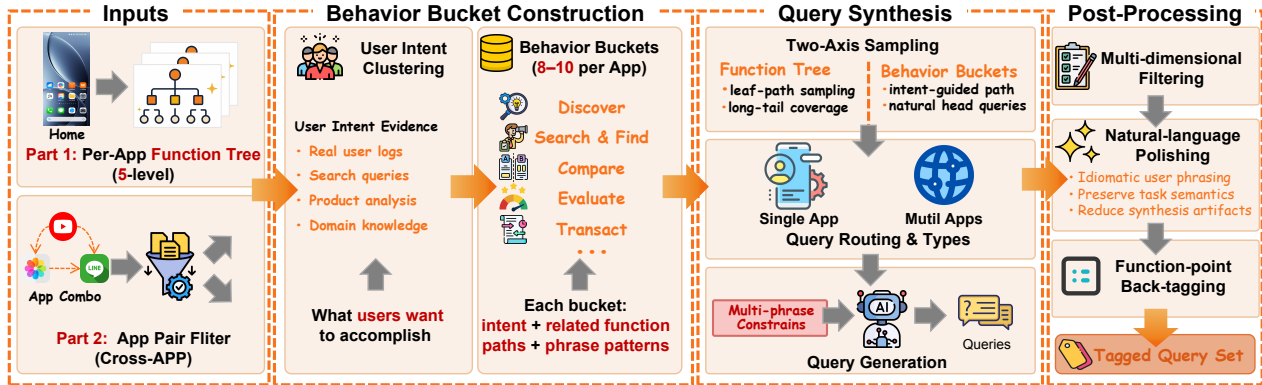 Inputs
Home
Part 1: Per-App Function Tree
(5-level)
App Combo
LINE
Part 2: App Pair Fliter
(Cross-APP)
Behavior Bucket Construction
User Intent
Clustering
User Intent Evidence
• Real user logs
• Search queries
• Product analysis
• Domain knowledge
What users want
to accomplish
Behavior Buckets
(8–10 per App)
Discover
Search & Find
A B
Compare
Evaluate
Transact
...
Each bucket:
intent + related function
paths + phrase patterns
Query Synthesis
Two-Axis Sampling
Function Tree
•leaf-path sampling
•long-tail coverage
Behavior Buckets
•intent-guided path
•natural head queries
Single App
Mutil Apps
Query Routing & Types
Multi-phrase
Constrains
AI
Queries
Query Generation
Post-Processing
Multi-dimensional
Filtering
Natural-language
Polishing
• Idiomatic user phrasing
• Preserve task semantics
• Reduce synthesis artifacts
Function-point
Back-tagging
Tagged Query Set